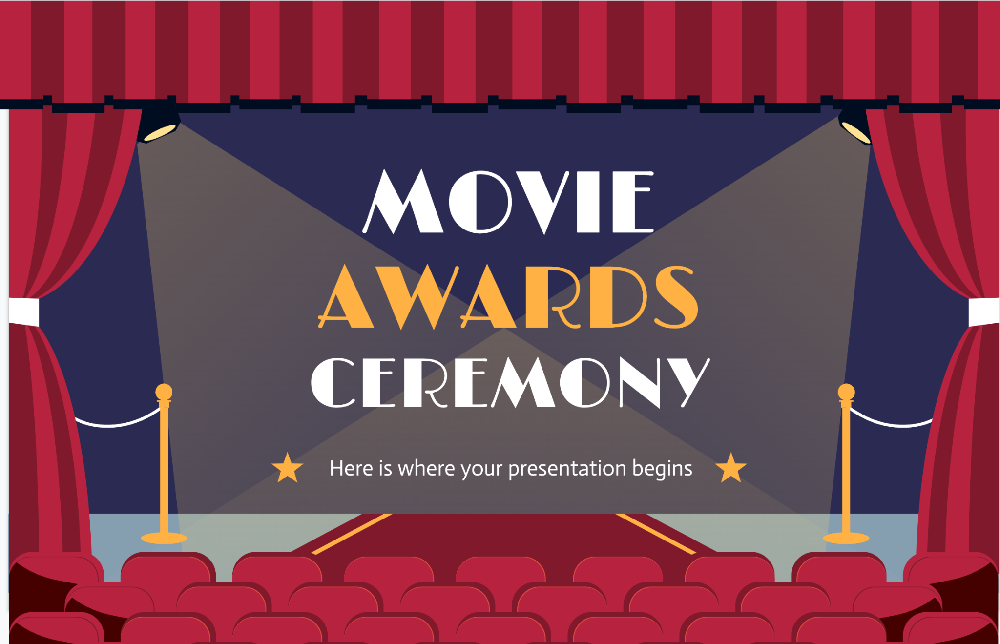 MOVIE
AWARDS
CEREMONY
Here is where your presentation begins